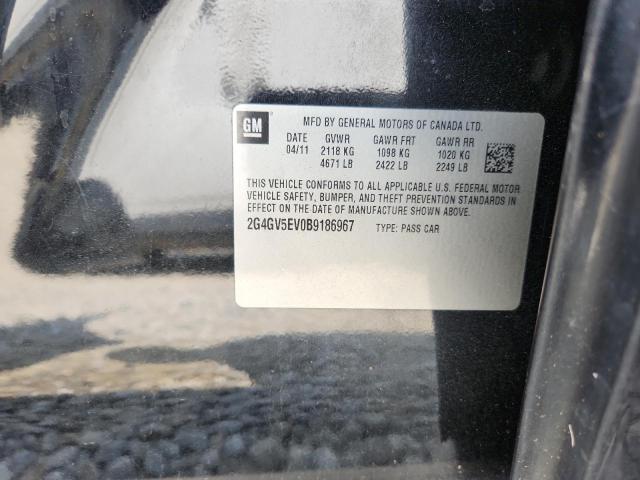 GM
MFD BY GENERAL MOTORS OF CANADA LTD.
DATE GVWR GAWR FRT GAWR RR
04/11 2118 KG 1098 KG 1020 KG
4671 LB 2422 LB 2249 LB
THIS VEHICLE CONFORMS TO ALL APPLICABLE U.S. FEDERAL MOTOR
VEHICLE SAFETY, BUMPER, AND THEFT PREVENTION STANDARDS IN
EFFECT ON THE DATE OF MANUFACTURE SHOWN ABOVE.
2G4GV5EV0B9186967 TYPE: PASS CAR